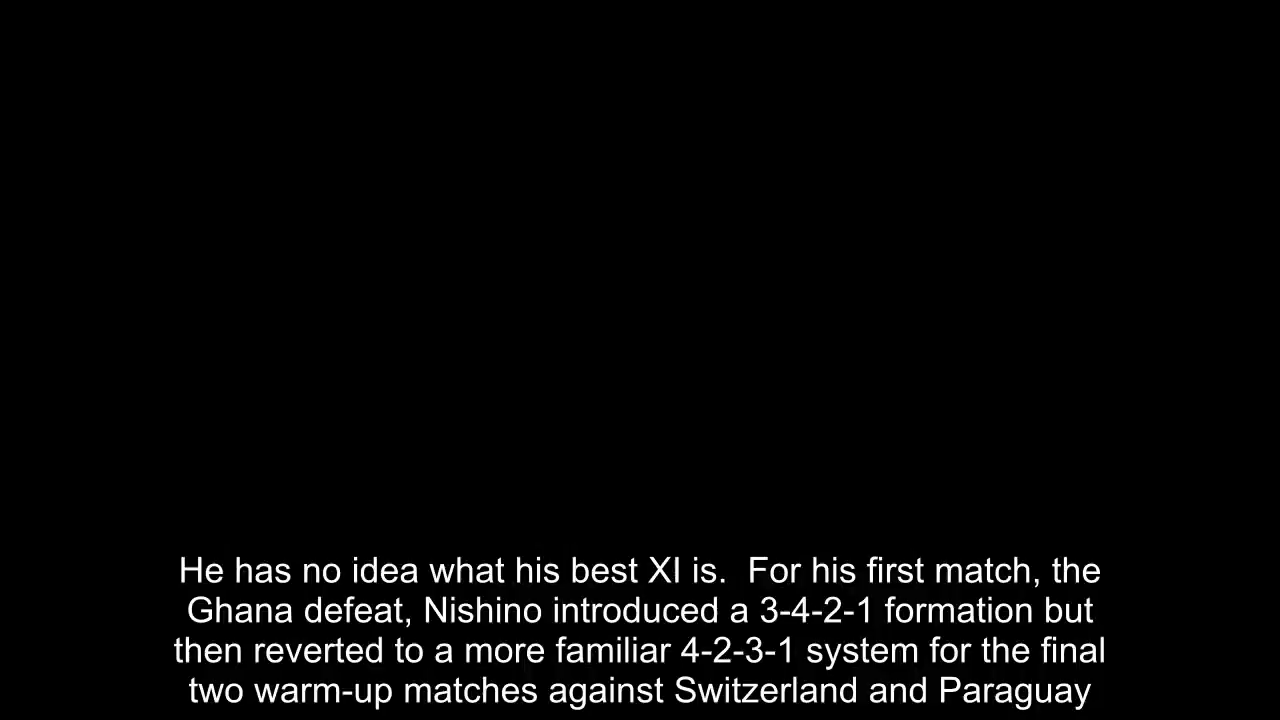 He has no idea what his best XI is.  For his first match, the
Ghana defeat, Nishino introduced a 3-4-2-1 formation but
then reverted to a more familiar 4-2-3-1 system for the final
two warm-up matches against Switzerland and Paraguay